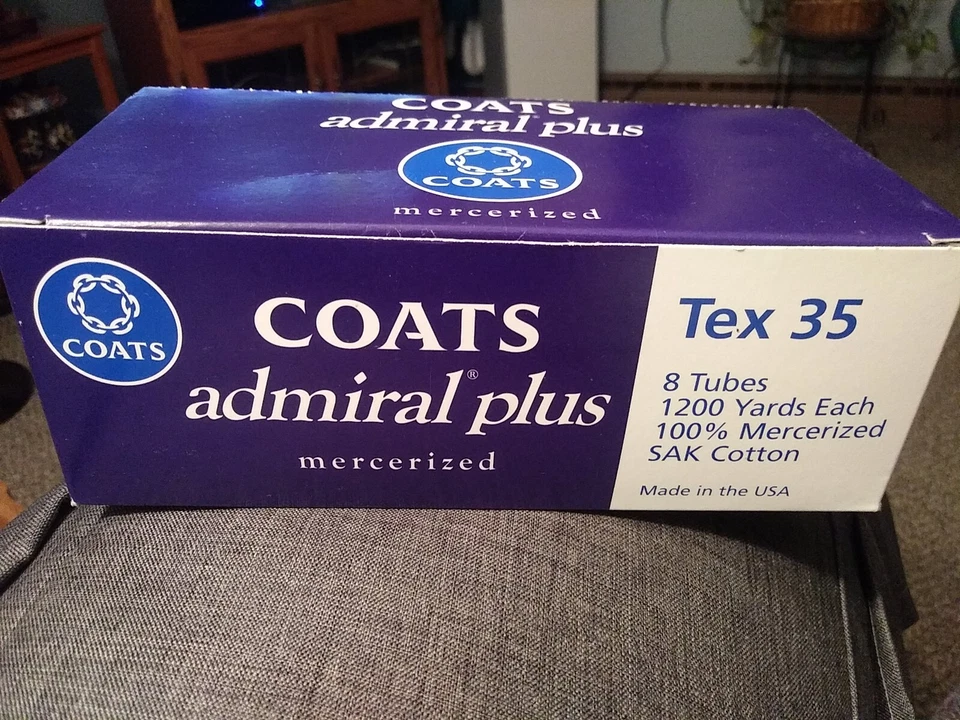 COATS
admiral plus
COATS
mercerized
COATS
COATS
admiral® plus
mercerized
Tex 35
8 Tubes
1200 Yards Each
100% Mercerized
SAK Cotton
Made in the USA